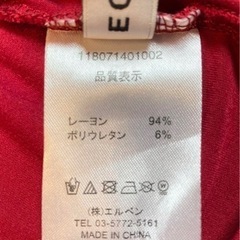 EC
118071401002
品質表示
レーヨン 94%
ポリウレタン 6%
(株)エルベン
TEL 03-5772-5161
MADE IN CHINA